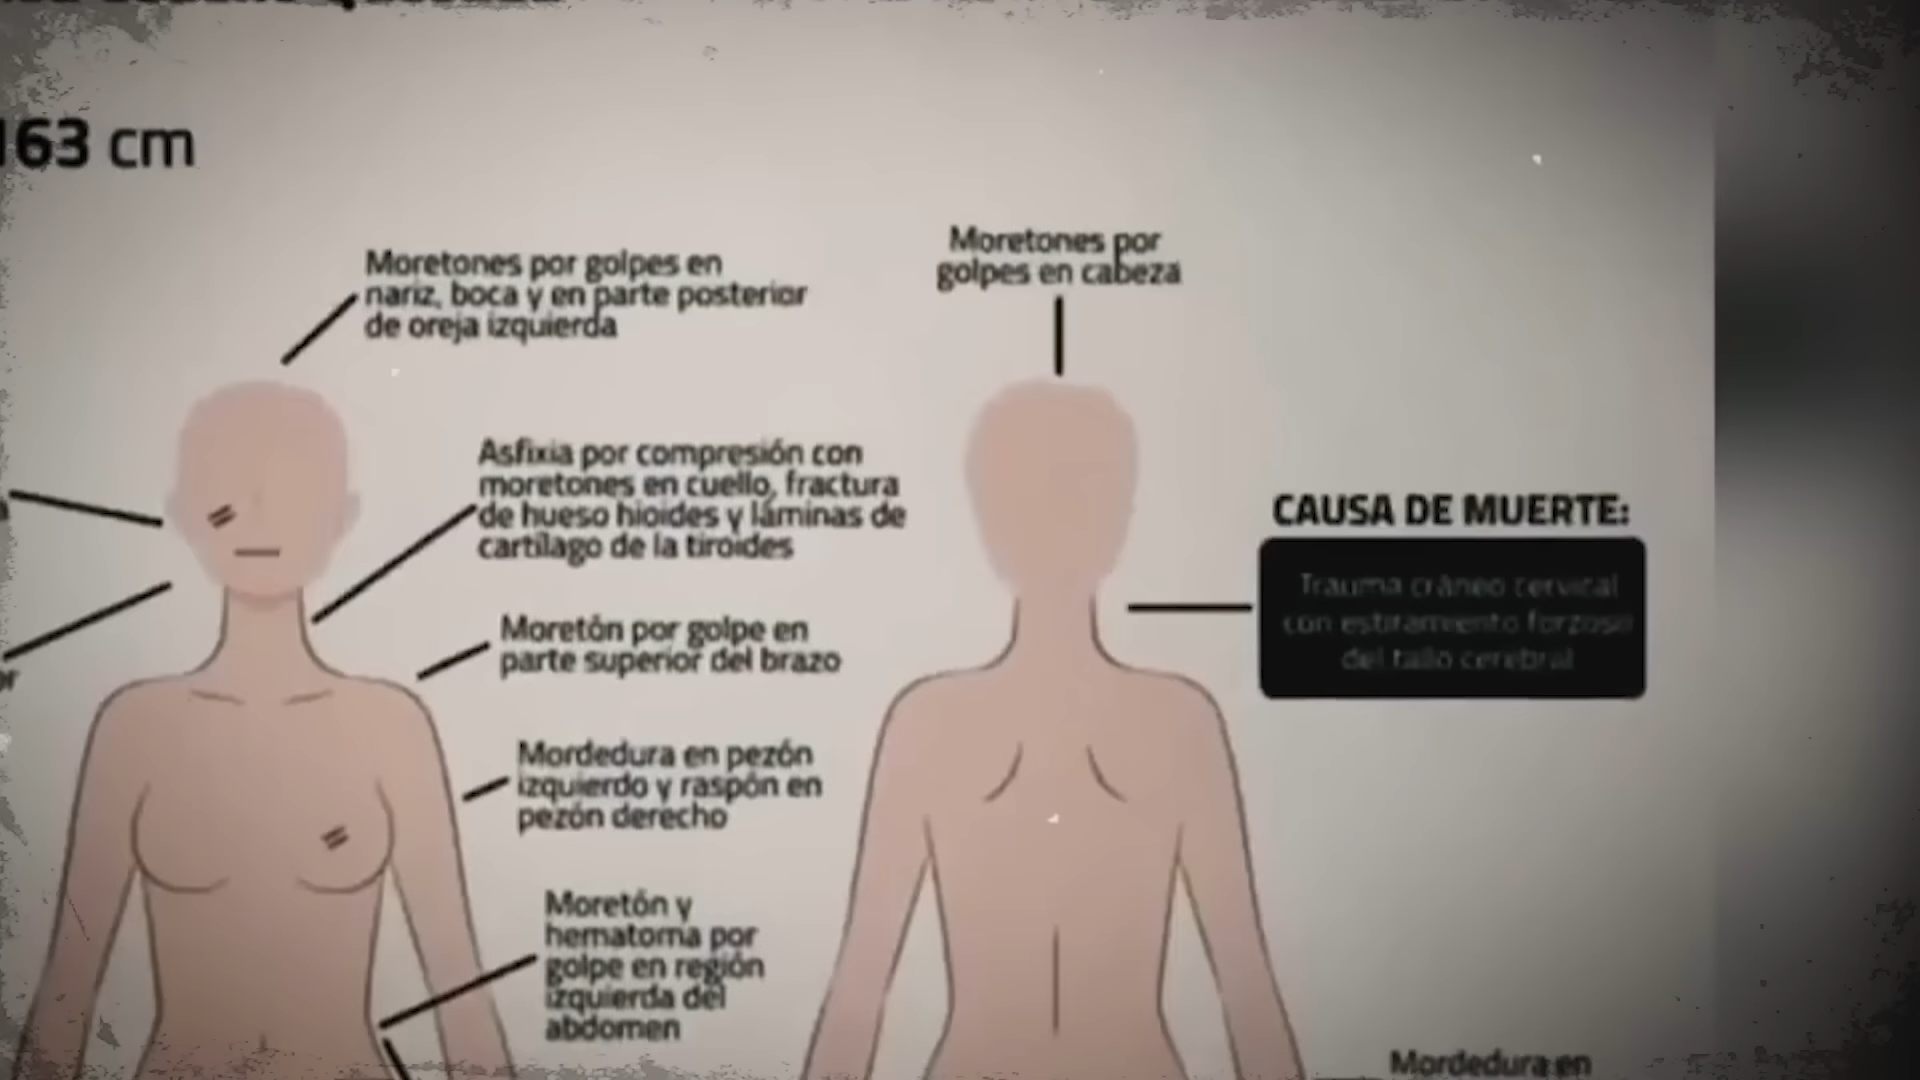 163 cm
Moretones por golpes en
nariz, boca y en parte posterior
de oreja izquierda
Moretones por
golpes en cabeza
Asfixia por compresión con
moretones en cuello, fractura
de hueso hioides y láminas de
cartílago de la tiroides
CAUSA DE MUERTE:
Trauma cráneo cervical
con estiramiento forzoso
del tallo cerebral
Moretón por golpe en
parte superior del brazo
Mordedura en pezón
izquierdo y raspón en
pezón derecho
Moretón y
hematoma por
golpe en región
izquierda del
abdomen
Mordedura en